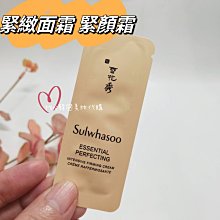 緊緻面霜 緊顏霜
Sulwhasoo
ESSENTIAL
PERFECTING
INTENSIVE FIRMING CREAM
CRÈME RAFFERMISSANTE